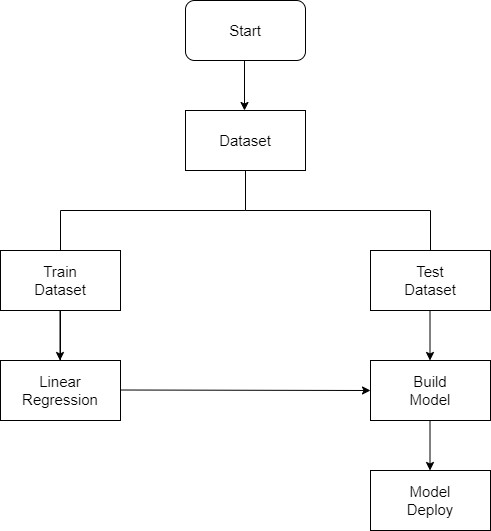 Start
Dataset
Train
Dataset
Test
Dataset
Linear
Regression
Build
Model
Model
Deploy